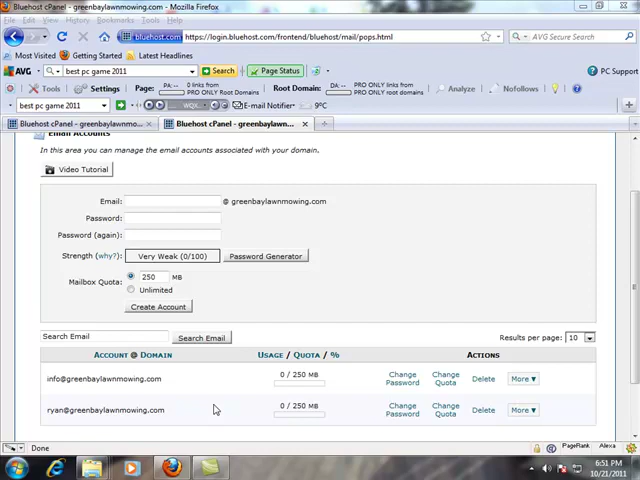 Bluehost cPanel - greenbaylawnmowing.com - Mozilla Firefox
File Edit View History Bookmarks Tools Help
bluehost.com https://login.bluehost.com/frontend/bluehost/mail/pops.html
AVG Secure Search
Most Visited Getting Started Latest Headlines
AVG best pc game 2011 Search Page Status PC Support
Tools Settings Page: PA: -- 0 links from PRO ONLY Root Domains Root Domain: DA: -- PRO ONLY links from PRO ONLY Root Domains Analyze Nofollows
best pc game 2011 E-mail Notifier 9°C
Bluehost cPanel - greenbaylawnmo... Bluehost cPanel - greenbaylawnm...
Email Accounts
In this area you can manage the email accounts associated with your domain.
Video Tutorial
Email: @ greenbaylawnmowing.com
Password:
Password (again):
Strength (why?): Very Weak (0/100) Password Generator
Mailbox Quota: 250 MB
Unlimited
Create Account
Search Email Search Email Results per page: 10
Account @ Domain Usage / Quota / % Actions
info@greenbaylawnmowing.com 0 / 250 MB Change Password Change Quota Delete More
ryan@greenbaylawnmowing.com 0 / 250 MB Change Password Change Quota Delete More
Done PageRank Alexa
6:51 PM
10/21/2011